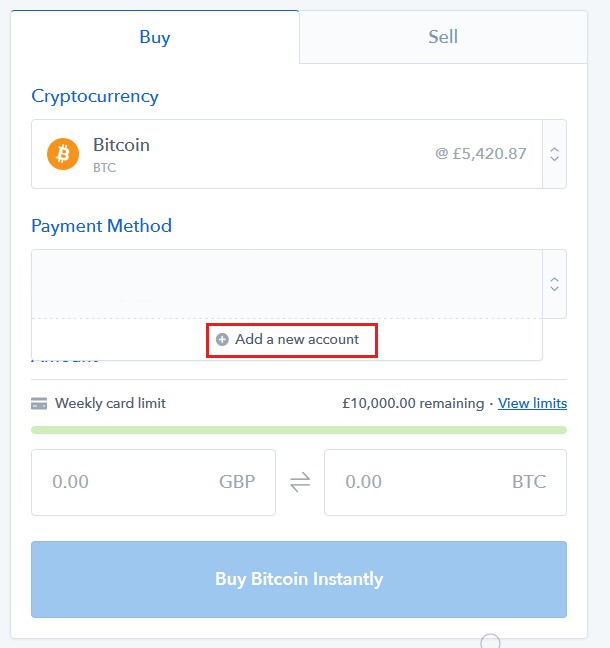 Buy
Sell
Cryptocurrency
Bitcoin
BTC
@ £5,420.87
Payment Method
Add a new account
Weekly card limit
£10,000.00 remaining · View limits
0.00 GBP
0.00 BTC
Buy Bitcoin Instantly